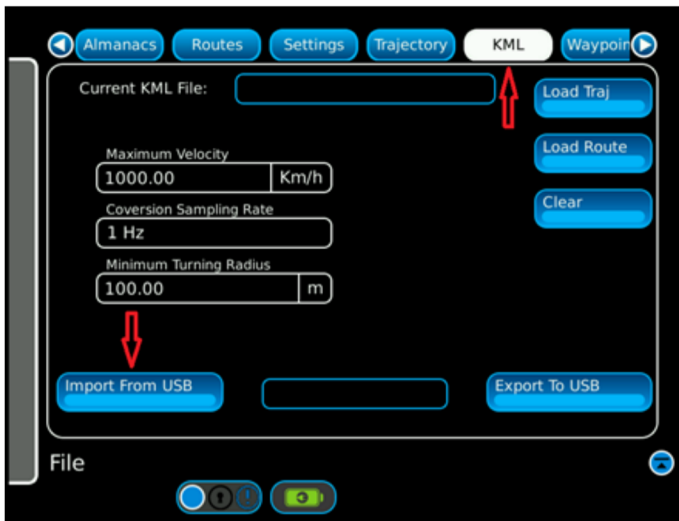 Almanacs Routes Settings Trajectory KML Waypoin
Current KML File:
Load Traj
Maximum Velocity
1000.00 Km/h
Load Route
Coversion Sampling Rate
1 Hz
Clear
Minimum Turning Radius
100.00 m
Import From USB
Export To USB
File